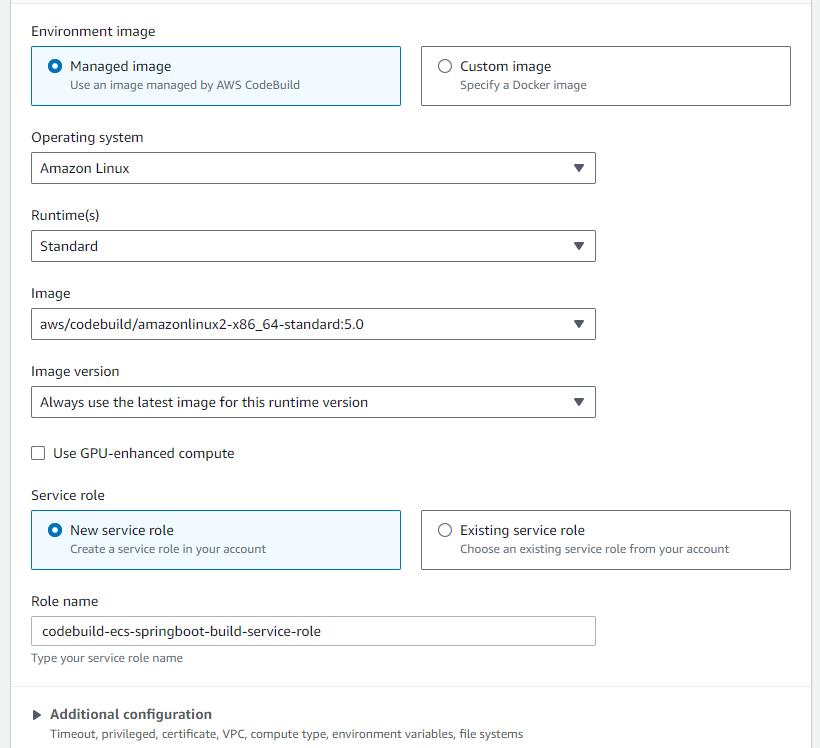 Environment image
Managed image
Use an image managed by AWS CodeBuild
Custom image
Specify a Docker image
Operating system
Amazon Linux
Runtime(s)
Standard
Image
aws/codebuild/amazonlinux2-x86_64-standard:5.0
Image version
Always use the latest image for this runtime version
Use GPU-enhanced compute
Service role
New service role
Create a service role in your account
Existing service role
Choose an existing service role from your account
Role name
codebuild-ecs-springboot-build-service-role
Type your service role name
Additional configuration
Timeout, privileged, certificate, VPC, compute type, environment variables, file systems